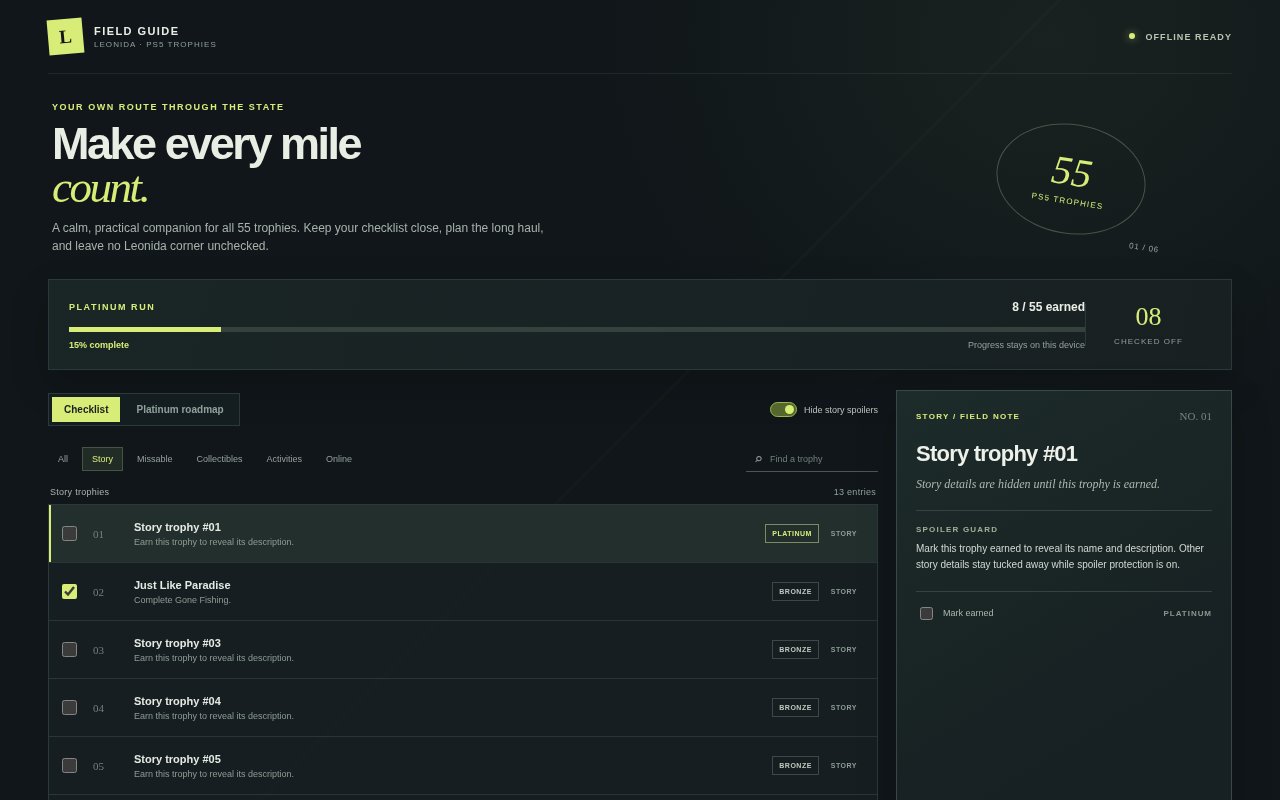 L
FIELD GUIDE
LEONIDA · PS5 TROPHIES
OFFLINE READY
YOUR OWN ROUTE THROUGH THE STATE
Make every mile
count.
A calm, practical companion for all 55 trophies. Keep your checklist close, plan the long haul,
and leave no Leonida corner unchecked.
55
PS5 TROPHIES
01 / 06
PLATINUM RUN
8 / 55 earned
15% complete
Progress stays on this device
08
CHECKED OFF
Checklist
Platinum roadmap
Hide story spoilers
All
Story
Missable
Collectibles
Activities
Online
Find a trophy
Story trophies
13 entries
01
Story trophy #01
Earn this trophy to reveal its description.
PLATINUM
STORY
02
Just Like Paradise
Complete Gone Fishing.
BRONZE
STORY
03
Story trophy #03
Earn this trophy to reveal its description.
BRONZE
STORY
04
Story trophy #04
Earn this trophy to reveal its description.
BRONZE
STORY
05
Story trophy #05
Earn this trophy to reveal its description.
BRONZE
STORY
STORY / FIELD NOTE
NO. 01
Story trophy #01
Story details are hidden until this trophy is earned.
SPOILER GUARD
Mark this trophy earned to reveal its name and description. Other
story details stay tucked away while spoiler protection is on.
Mark earned
PLATINUM